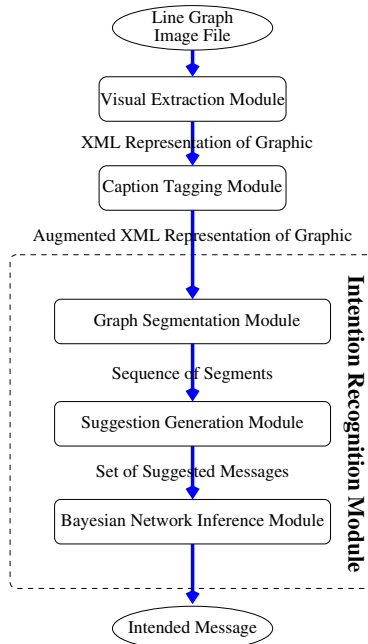 Line Graph
Image File
Visual Extraction Module
XML Representation of Graphic
Caption Tagging Module
Augmented XML Representation of Graphic
Graph Segmentation Module
Sequence of Segments
Suggestion Generation Module
Set of Suggested Messages
Bayesian Network Inference Module
Intention Recognition Module
Intended Message